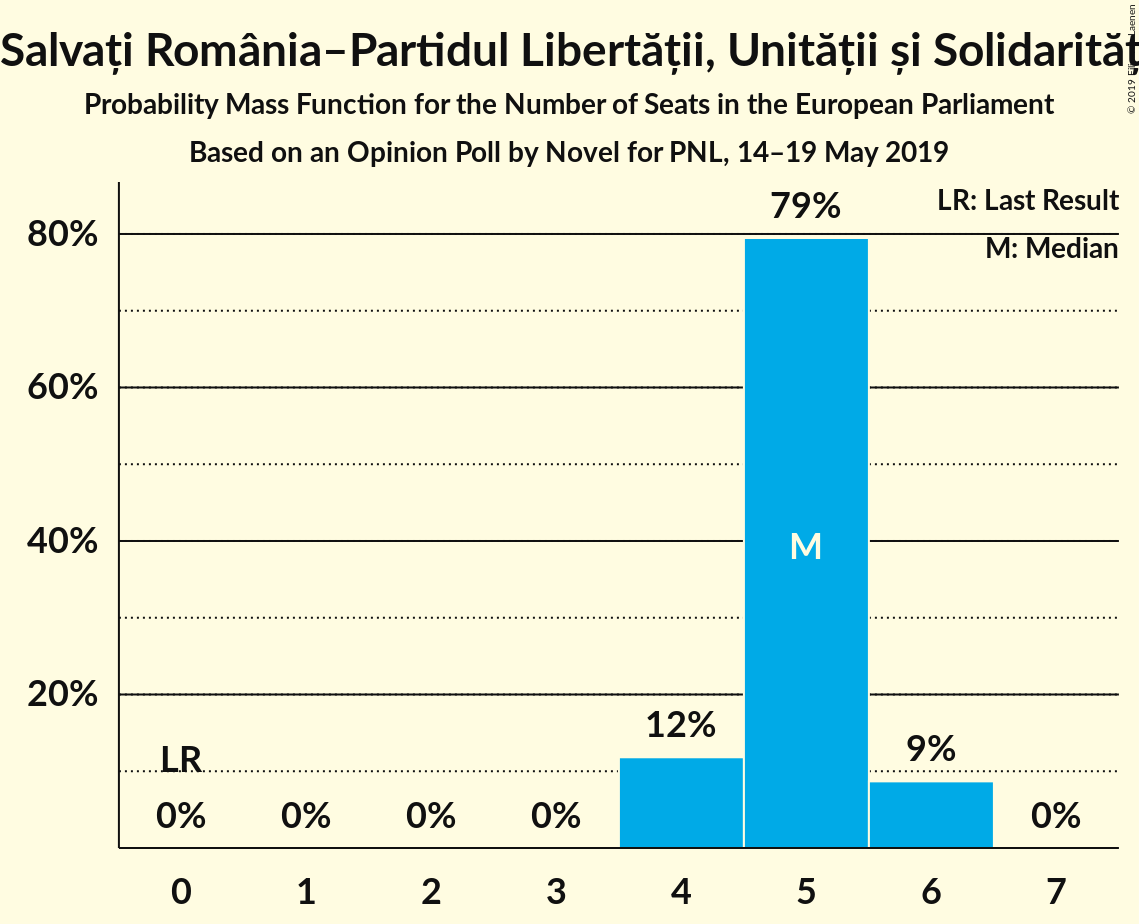 Salvați România–Partidul Libertății, Unității și Solidarităț
Probability Mass Function for the Number of Seats in the European Parliament
Based on an Opinion Poll by Novel for PNL, 14–19 May 2019
© 2019
LR: Last Result
M: Median
79%
80%
60%
40%
M
20%
12%
9%
LR
0% 0% 0% 0% 0%
0 1 2 3 4 5 6 7